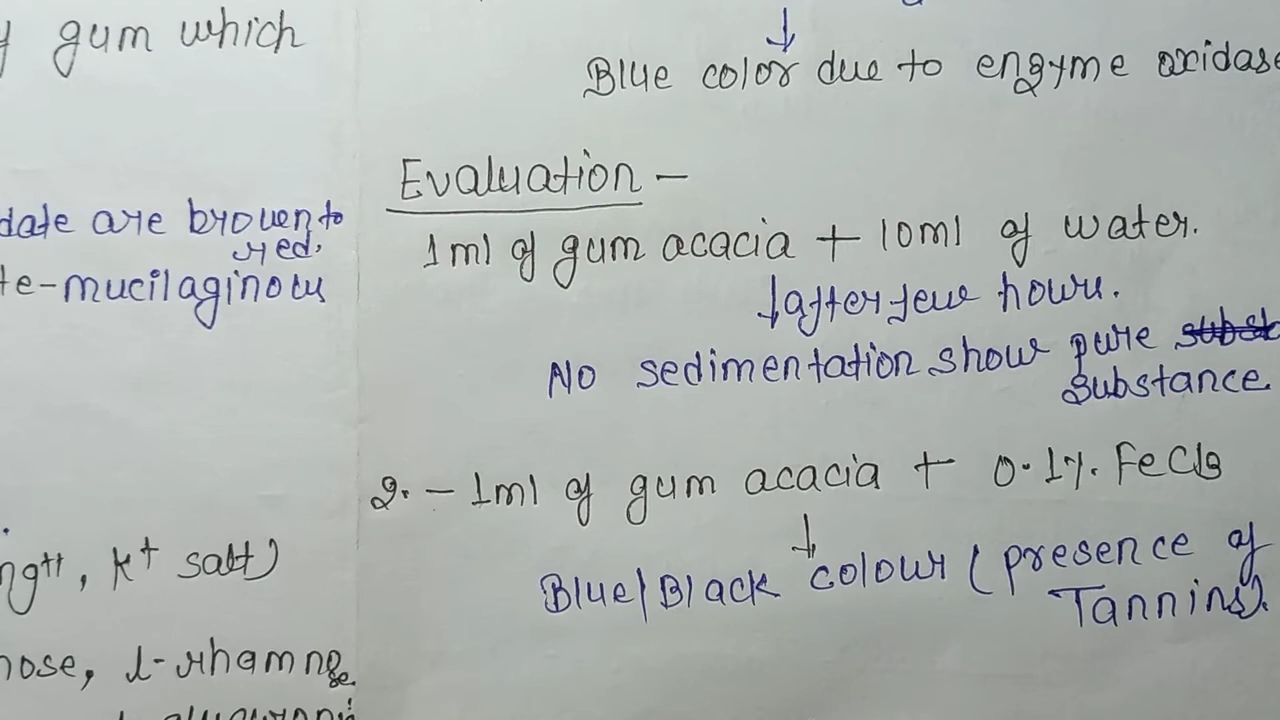 gum which
date are brown to
red.
te-mucilaginous
mg++, K+ salt)
nose, L-rhamnose
Blue color due to enzyme oxidase
Evaluation -
1ml of gum acacia + 10ml of water.
↓ after few hours.
No sedimentation show pure
substance.
2. - 1ml of gum acacia + 0.1%. FeCl3
↓
Blue/Black colour (presence of
Tannins).